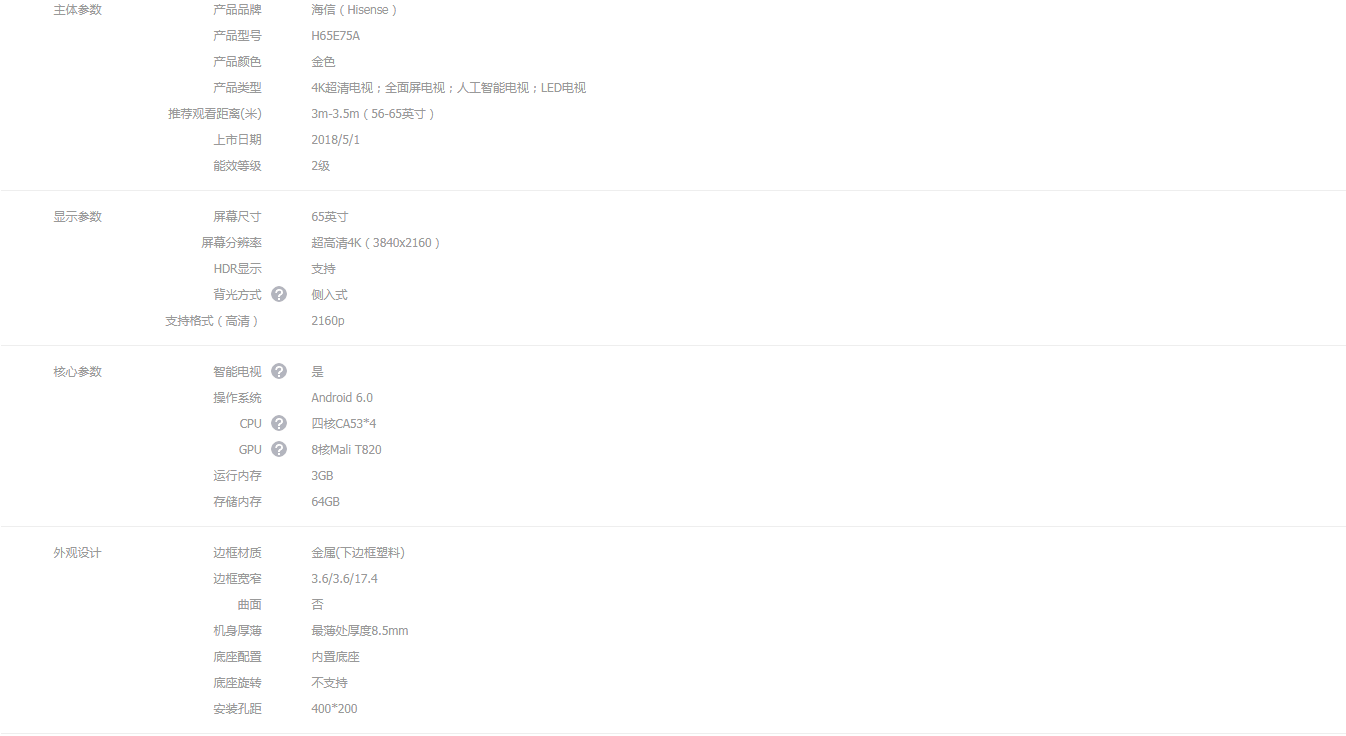 主体参数 产品品牌 海信（Hisense）
产品型号 H65E75A
产品颜色 金色
产品类型 4K超清电视；全面屏电视；人工智能电视；LED电视
推荐观看距离(米) 3m-3.5m（56-65英寸）
上市日期 2018/5/1
能效等级 2级
显示参数 屏幕尺寸 65英寸
屏幕分辨率 超高清4K（3840x2160）
HDR显示 支持
背光方式 ? 侧入式
支持格式（高清） 2160p
核心参数 智能电视 ? 是
操作系统 Android 6.0
CPU ? 四核CA53*4
GPU ? 8核Mali T820
运行内存 3GB
存储内存 64GB
外观设计 边框材质 金属(下边框塑料)
边框宽窄 3.6/3.6/17.4
曲面 否
机身厚薄 最薄处厚度8.5mm
底座配置 内置底座
底座旋转 不支持
安装孔距 400*200